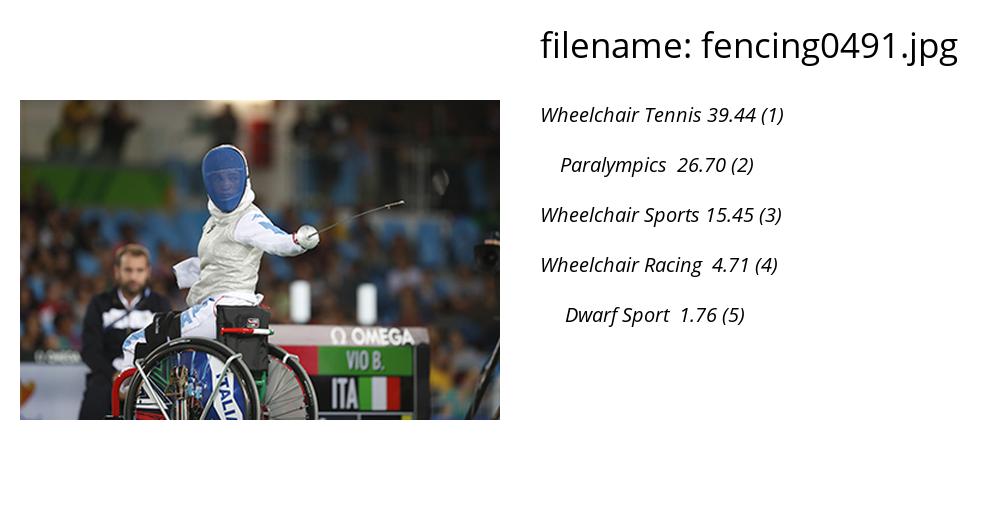 filename: fencing0491.jpg
Wheelchair Tennis 39.44 (1)
Paralympics 26.70 (2)
Wheelchair Sports 15.45 (3)
Wheelchair Racing 4.71 (4)
Dwarf Sport 1.76 (5)
Ω OMEGA
VIO B.
ITA
Ω OMEGA
ITALIA